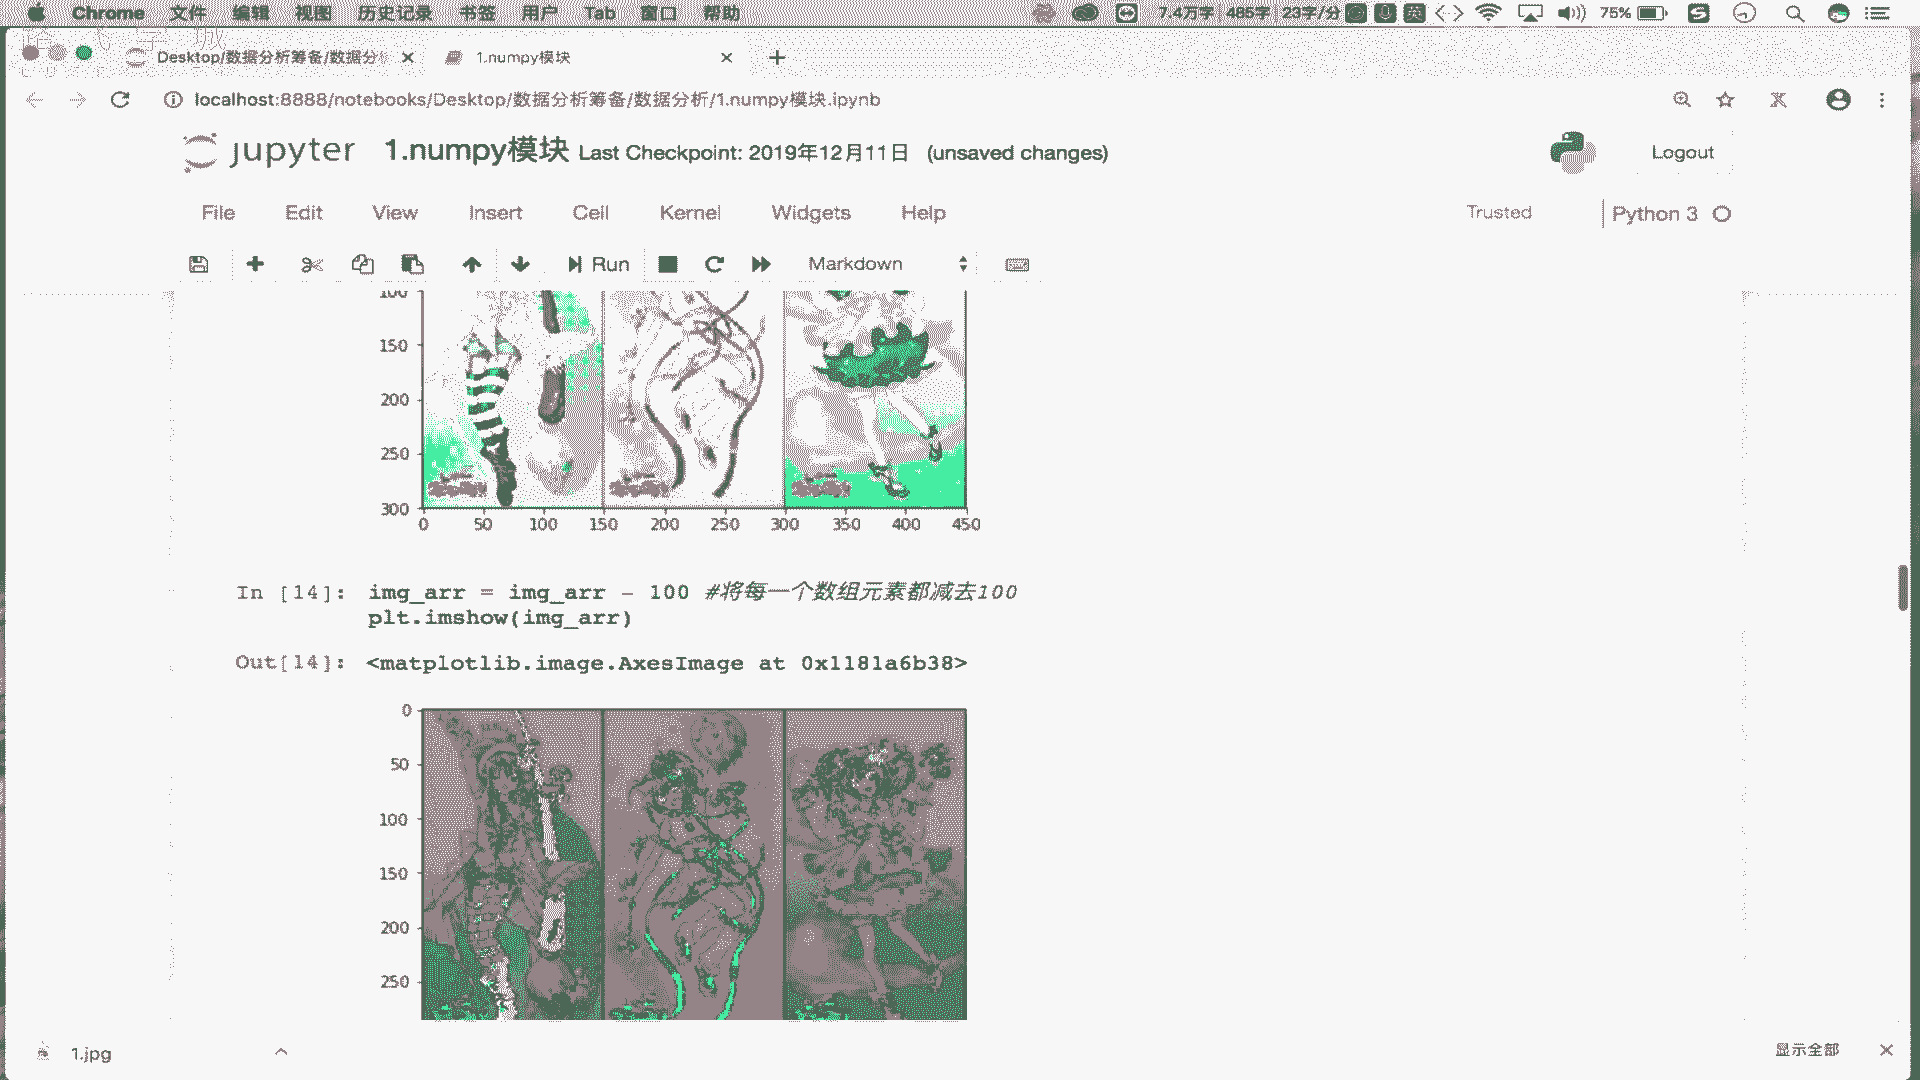 Chrome 文件 编辑 视图 历史记录 书签 用户 Tab 窗口 帮助 7.4万字 485字 23字/分 英 75%
Desktop/数据分析筹备/数据分 1.numpy模块
localhost:8888/notebooks/Desktop/数据分析筹备/数据分析/1.numpy模块.ipynb
jupyter 1.numpy模块 Last Checkpoint: 2019年12月11日 (unsaved changes) Logout
File Edit View Insert Cell Kernel Widgets Help Trusted Python 3
Run Markdown
100
150
200
250
300
0 50 100 150 200 250 300 350 400 450
In [14]: img_arr = img_arr - 100 #将每一个数组元素都减去100
plt.imshow(img_arr)
Out[14]: <matplotlib.image.AxesImage at 0x1181a6b38>
0
50
100
150
200
250
1.jpg 显示全部